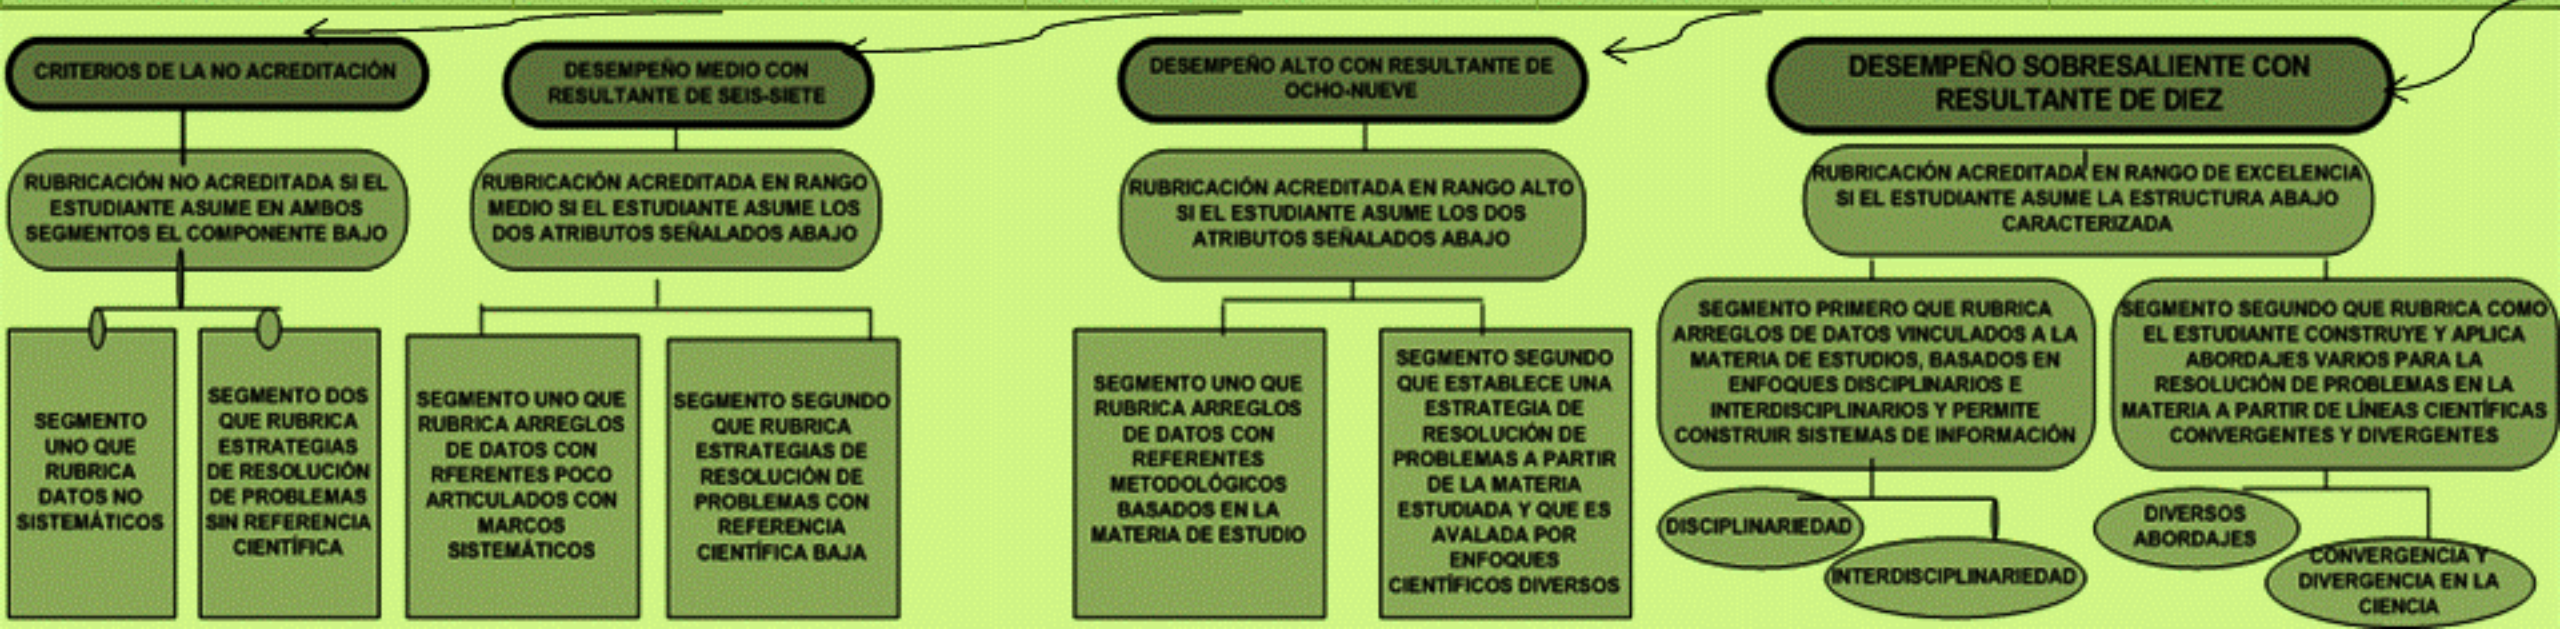 CRITERIOS DE LA NO ACREDITACIÓN
RUBRICACIÓN NO ACREDITADA SI EL
ESTUDIANTE ASUME EN AMBOS
SEGMENTOS EL COMPONENTE BAJO
SEGMENTO
UNO QUE
RUBRICA
DATOS NO
SISTEMÁTICOS
SEGMENTO DOS
QUE RUBRICA
ESTRATEGIAS
DE RESOLUCIÓN
DE PROBLEMAS
SIN REFERENCIA
CIENTÍFICA
DESEMPEÑO MEDIO CON
RESULTANTE DE SEIS-SIETE
RUBRICACIÓN ACREDITADA EN RANGO
MEDIO SI EL ESTUDIANTE ASUME LOS
DOS ATRIBUTOS SEÑALADOS ABAJO
SEGMENTO UNO QUE
RUBRICA ARREGLOS
DE DATOS CON
RFERENTES POCO
ARTICULADOS CON
MARCOS
SISTEMÁTICOS
SEGMENTO SEGUNDO
QUE RUBRICA
ESTRATEGIAS DE
RESOLUCIÓN DE
PROBLEMAS CON
REFERENCIA
CIENTÍFICA BAJA
DESEMPEÑO ALTO CON RESULTANTE DE
OCHO-NUEVE
RUBRICACIÓN ACREDITADA EN RANGO ALTO
SI EL ESTUDIANTE ASUME LOS DOS
ATRIBUTOS SEÑALADOS ABAJO
SEGMENTO UNO QUE
RUBRICA ARREGLOS
DE DATOS CON
REFERENTES
METODOLÓGICOS
BASADOS EN LA
MATERIA DE ESTUDIO
SEGMENTO SEGUNDO
QUE ESTABLECE UNA
ESTRATEGIA DE
RESOLUCIÓN DE
PROBLEMAS A PARTIR
DE LA MATERIA
ESTUDIADA Y QUE ES
AVALADA POR
ENFOQUES
CIENTÍFICOS DIVERSOS
DESEMPEÑO SOBRESALIENTE CON
RESULTANTE DE DIEZ
RUBRICACIÓN ACREDITADA EN RANGO DE EXCELENCIA
SI EL ESTUDIANTE ASUME LA ESTRUCTURA ABAJO
CARACTERIZADA
SEGMENTO PRIMERO QUE RUBRICA
ARREGLOS DE DATOS VINCULADOS A LA
MATERIA DE ESTUDIOS, BASADOS EN
ENFOQUES DISCIPLINARIOS E
INTERDISCIPLINARIOS Y PERMITE
CONSTRUIR SISTEMAS DE INFORMACIÓN
DISCIPLINARIEDAD
INTERDISCIPLINARIEDAD
SEGMENTO SEGUNDO QUE RUBRICA COMO
EL ESTUDIANTE CONSTRUYE Y APLICA
ABORDAJES VARIOS PARA LA
RESOLUCIÓN DE PROBLEMAS EN LA
MATERIA A PARTIR DE LÍNEAS CIENTÍFICAS
CONVERGENTES Y DIVERGENTES
DIVERSOS
ABORDAJES
CONVERGENCIA Y
DIVERGENCIA EN LA
CIENCIA